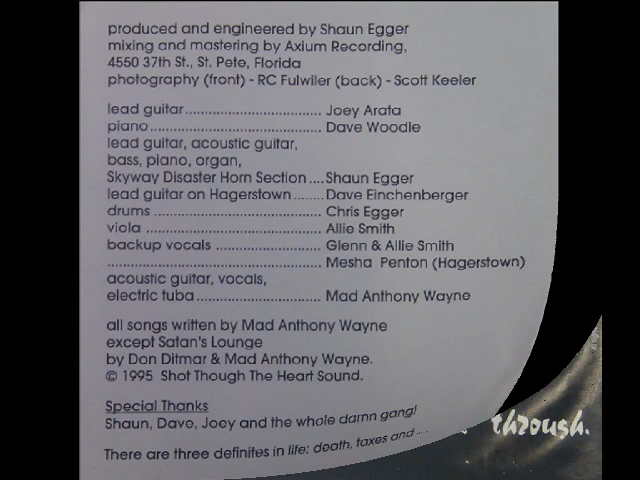 produced and engineered by Shaun Egger
mixing and mastering by Axium Recording,
4550 37th St., St. Pete, Florida
photography (front) - RC Fulwiler (back) - Scott Keeler
lead guitar.................................. Joey Arata
piano........................................... Dave Woodle
lead guitar, acoustic guitar,
bass, piano, organ,
Skyway Disaster Horn Section .... Shaun Egger
lead guitar on Hagerstown ........ Dave Einchenberger
drums .......................................... Chris Egger
viola ............................................. Allie Smith
backup vocals .......................... Glenn & Allie Smith
...................................................... Mesha Penton (Hagerstown)
acoustic guitar, vocals,
electric tuba............................... Mad Anthony Wayne
all songs written by Mad Anthony Wayne
except Satan's Lounge
by Don Ditmar & Mad Anthony Wayne.
© 1995 Shot Though The Heart Sound.
Special Thanks
Shaun, Dave, Joey and the whole damn gang!
There are three definites in life: death, taxes and ....
through.